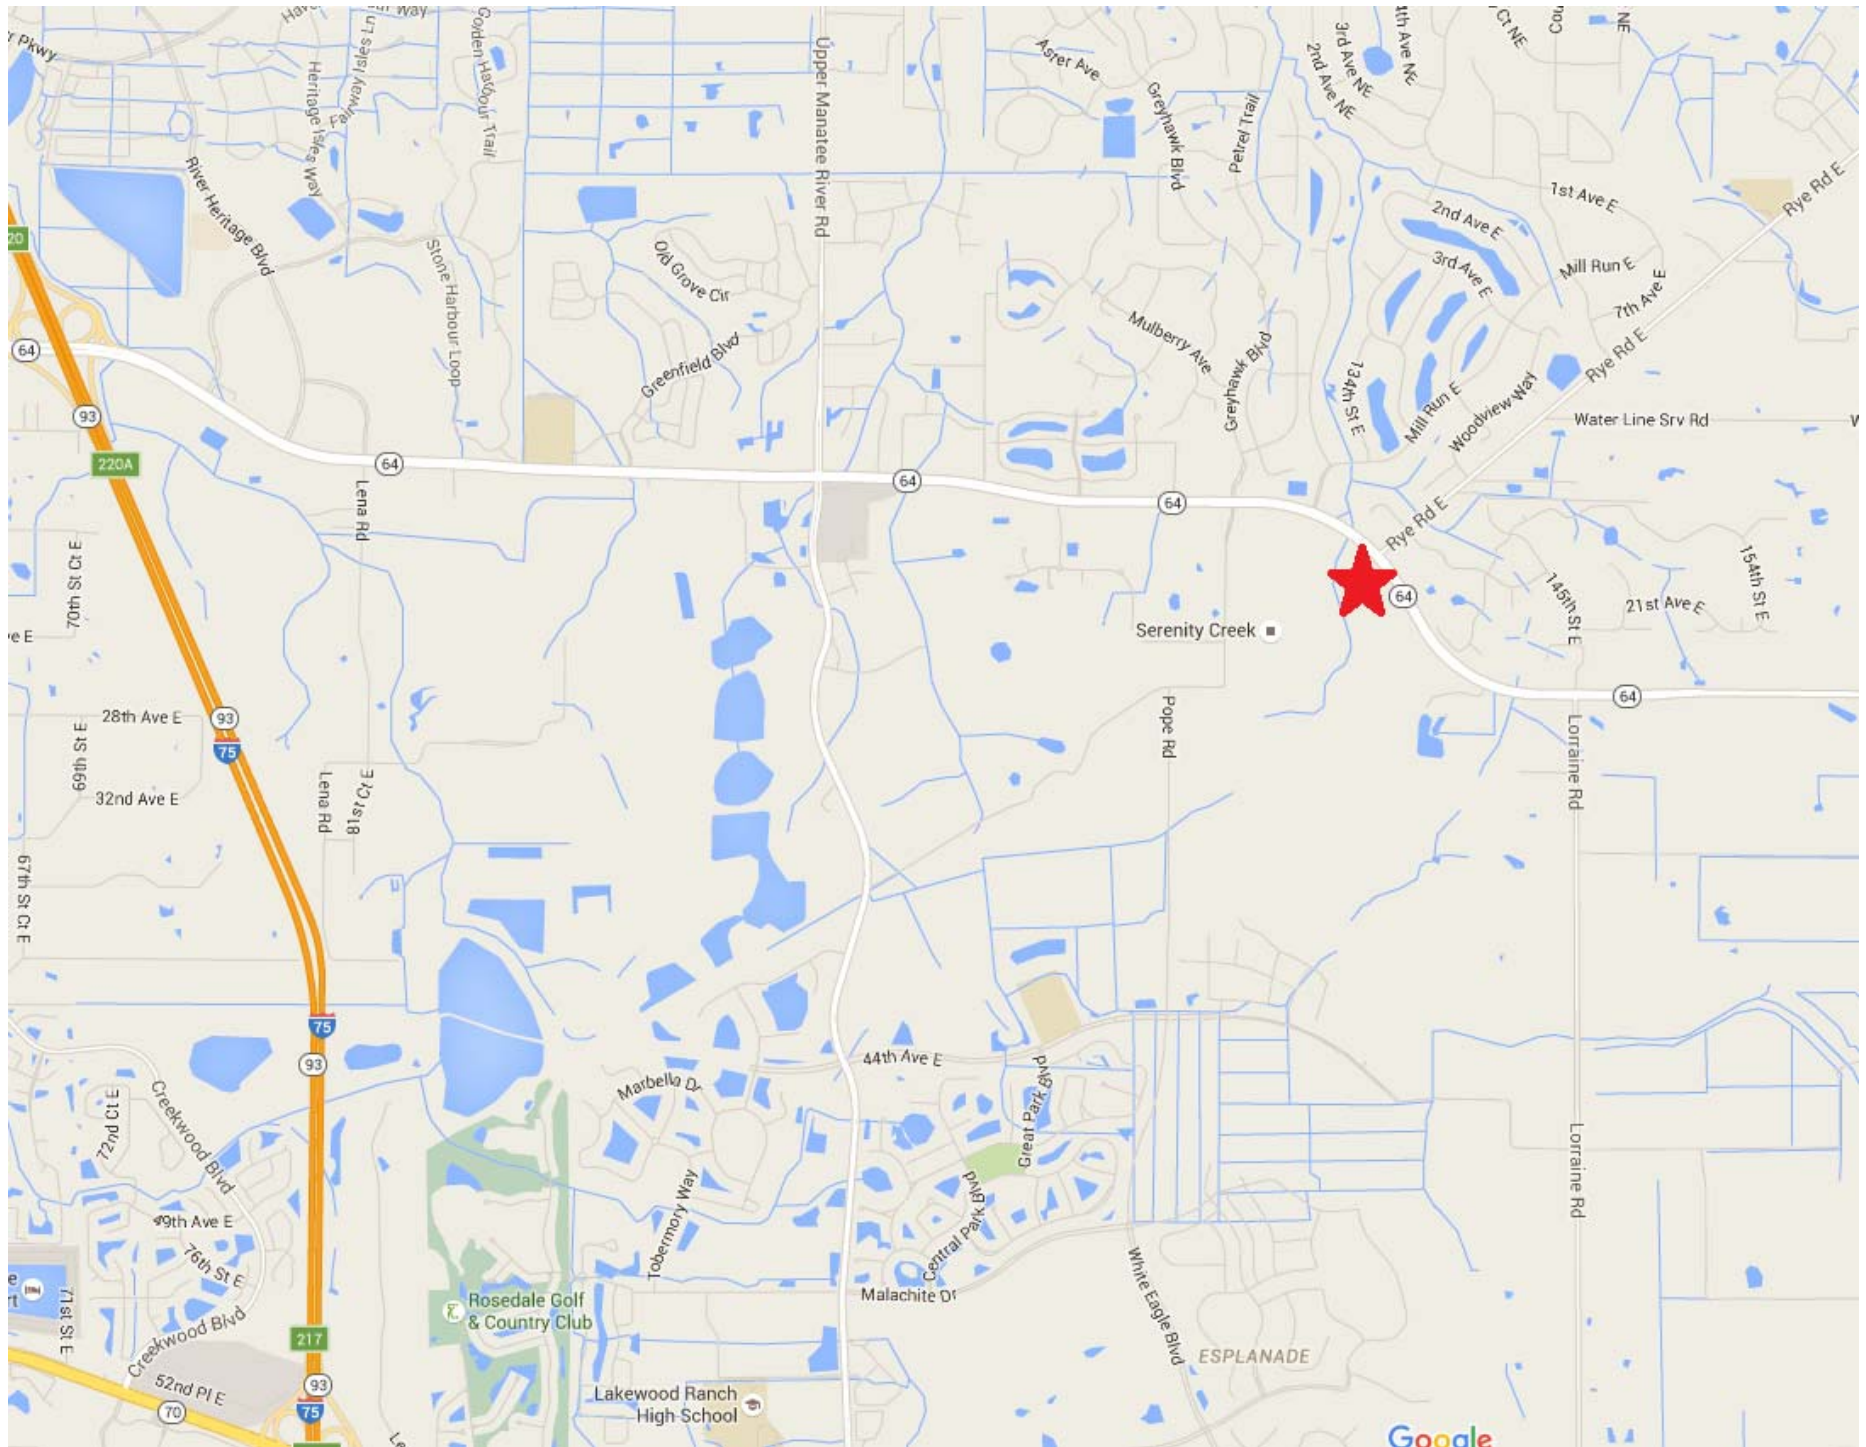 Pkwy
Heritage Isles Way
Fairway Isles Ln
Way
Golden Harbour Trail
Upper Manatee River Rd
Aster Ave
Greyhawk Blvd
Petrel Trail
2nd Ave NE
3rd Ave NE
4th Ave NE
Ct NE
NE
River Heritage Blvd
Stone Harbour Loop
Old Grove Cir
Greenfield Blvd
Mulberry Ave
Greyhawk Blvd
134th St E
2nd Ave E
3rd Ave E
1st Ave E
Mill Run E
7th Ave E
Rye Rd E
Rye Rd E
Mill Run E
Woodview Way
Water Line Srv Rd
20
64
93
220A
64
64
64
Lena Rd
Rye Rd E
64
70th St Ct E
Serenity Creek
145th St E
21st Ave E
154th St E
64
28th Ave E
69th St E
32nd Ave E
93
75
Lena Rd
81st Ct E
Pope Rd
Lorraine Rd
67th St Ct E
75
93
44th Ave E
Marbella Dr
Great Park Blvd
72nd Ct E
Creekwood Blvd
Lorraine Rd
49th Ave E
76th St E
71st St E
Creekwood Blvd
Tobermory Way
Central Park Blvd
Malachite Dr
White Eagle Blvd
Rosedale Golf
& Country Club
217
ESPLANADE
93
75
52nd Pl E
70
Lakewood Ranch
High School
Google